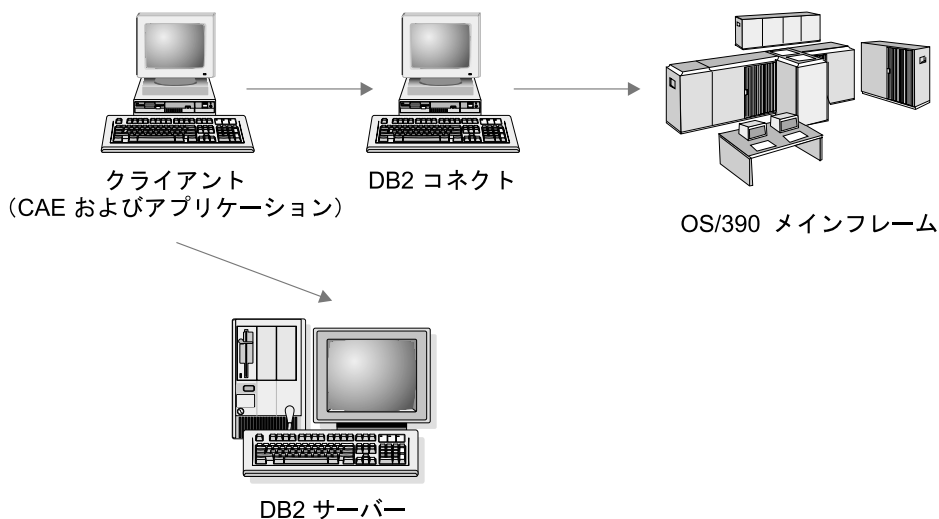 クライアント
（CAE およびアプリケーション）
DB2 コネクト
OS/390 メインフレーム
DB2 サーバー